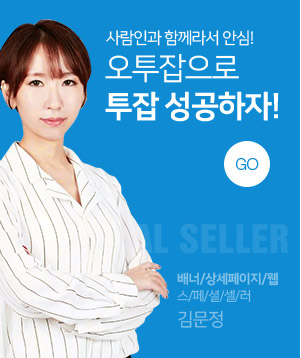 사람인과 함께라서 안심!
오투잡으로
투잡 성공하자!
GO
AL SELLER
배너/상세페이지/웹
스/페/셜/셀/러
김문정